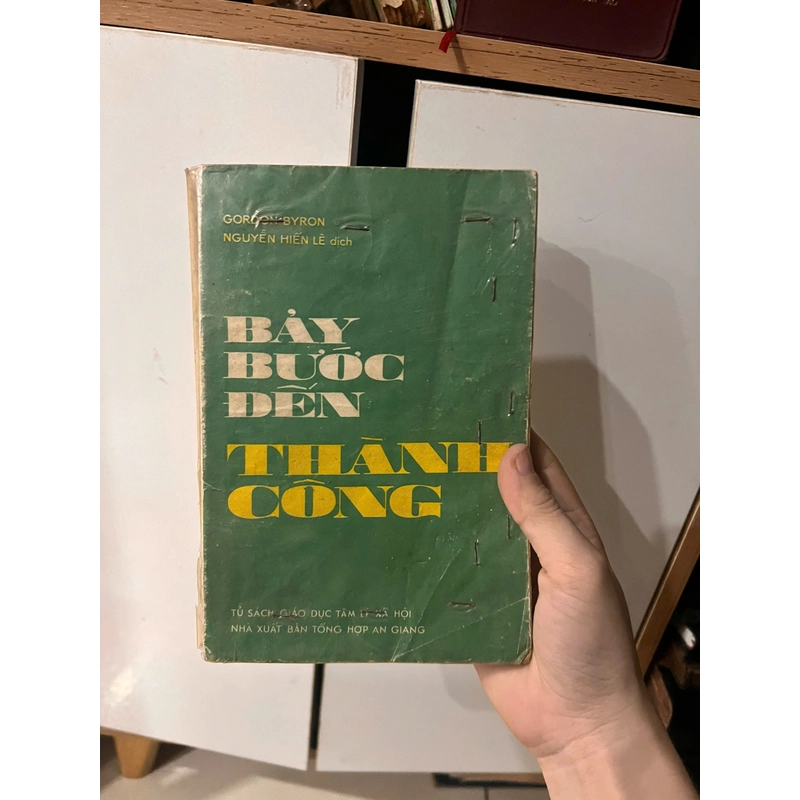 GORDON BYRON
NGUYỄN HIẾN LÊ dịch
BẢY
BƯỚC
ĐẾN
THÀNH
CÔNG
TỦ SÁCH GIÁO DỤC TÂM LÝ XÃ HỘI
NHÀ XUẤT BẢN TỔNG HỢP AN GIANG